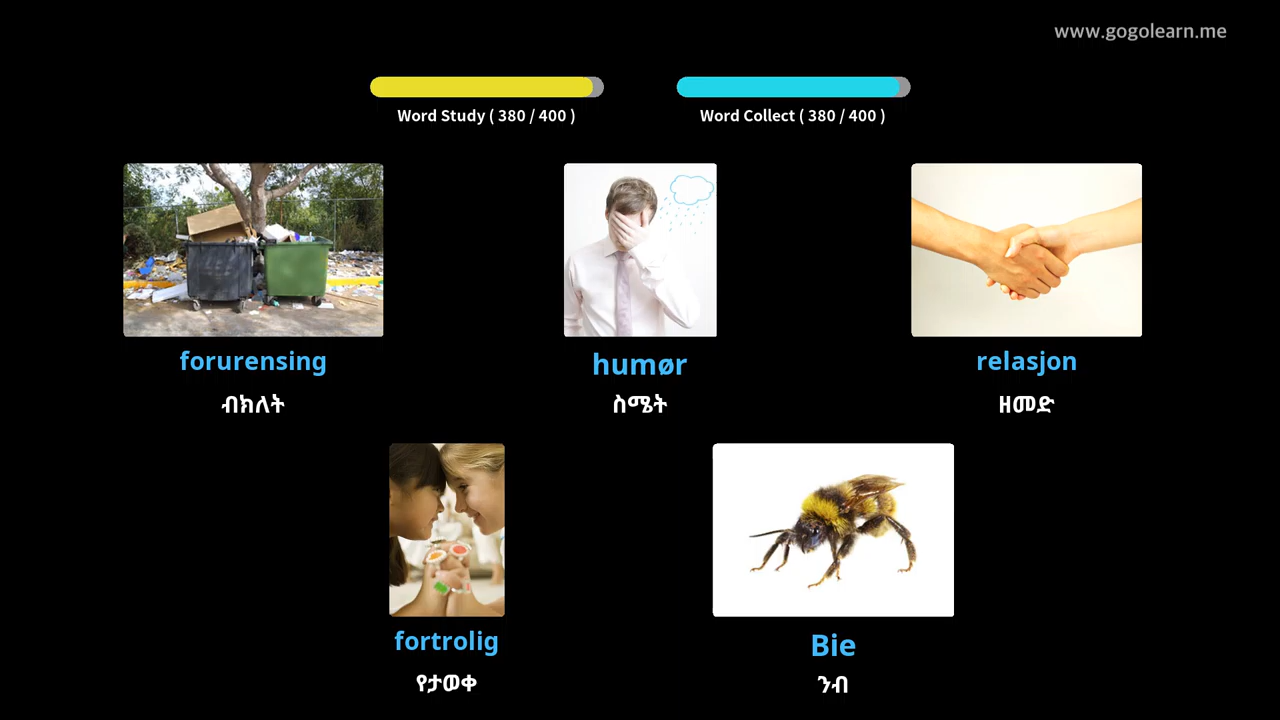 www.gogolearn.me
Word Study ( 380 / 400 )
Word Collect ( 380 / 400 )
forurensing
ብክለት
humør
ስሜት
relasjon
ዘመድ
fortrolig
የታወቀ
Bie
ንብ